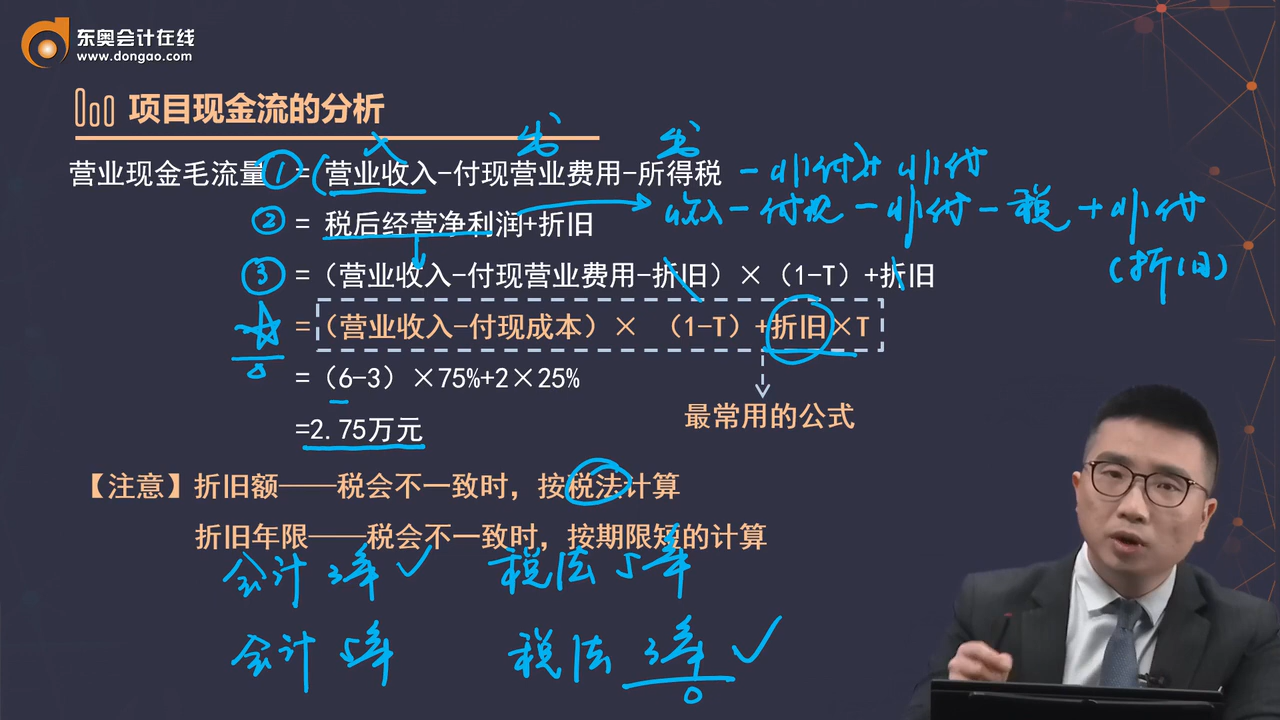 东奥会计在线
www.dongao.com
项目现金流的分析
入 出 出
营业现金毛流量 ① =(营业收入-付现营业费用-所得税 -非付)+非付
② = 税后经营净利润+折旧 收入-付现-非付-税+非付
(折旧)
③ =(营业收入-付现营业费用-折旧)×(1-T)+折旧
=(营业收入-付现成本)× (1-T)+折旧×T
=(6-3)×75%+2×25%
最常用的公式
=2.75万元
【注意】折旧额——税会不一致时，按税法计算
折旧年限——税会不一致时，按期限短的计算
会计 3年 ✓ 税法 5年
会计 5年 税法 3年 ✓
0